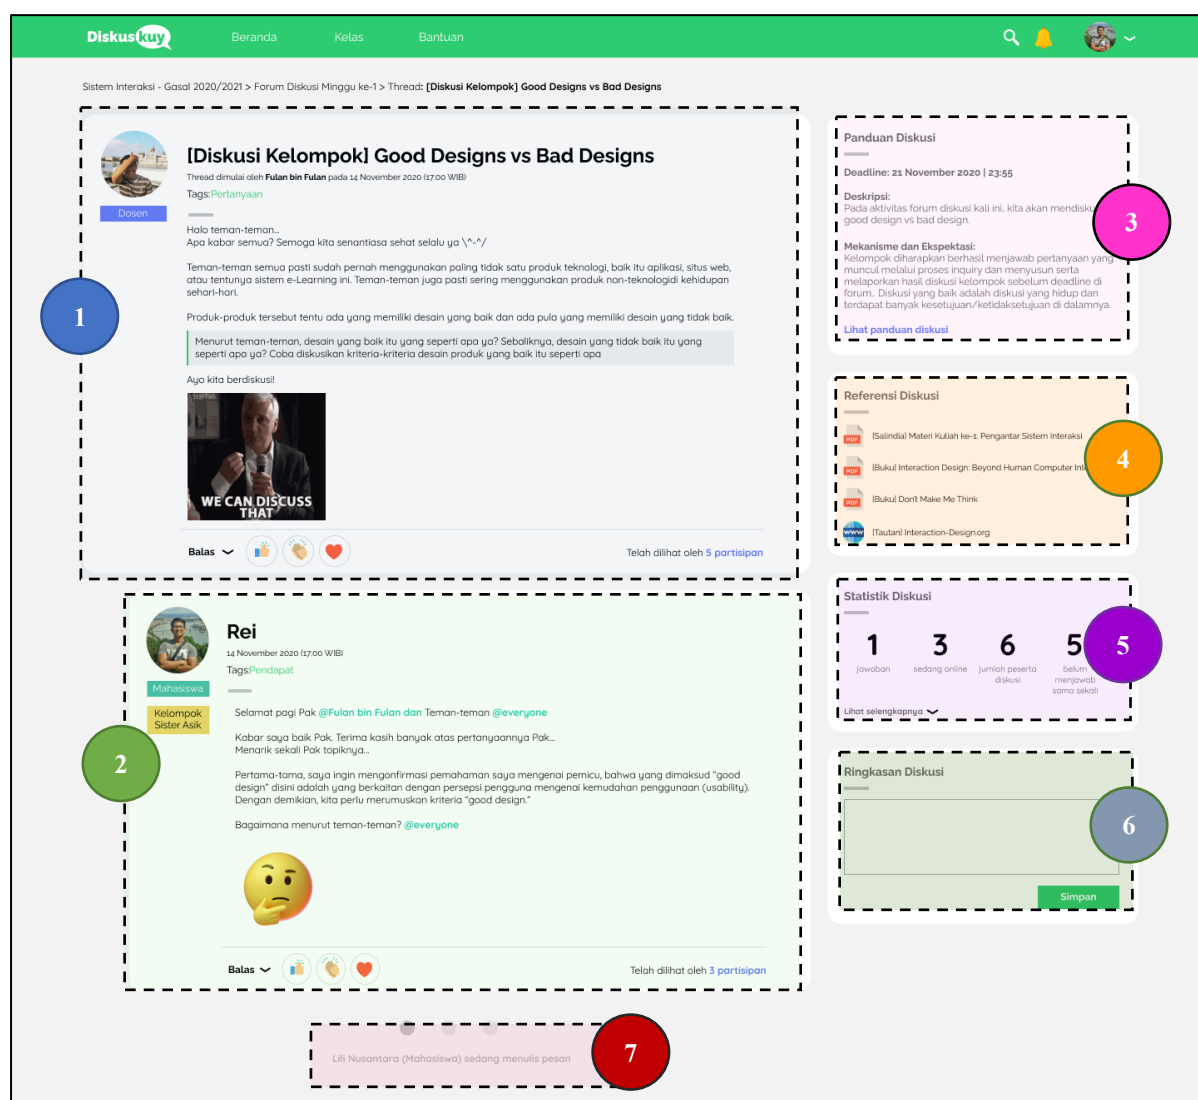 Diskuskuy Beranda Kelas Bantuan
Sistem Interaksi - Gasal 2020/2021 > Forum Diskusi Minggu ke-1 > Thread: [Diskusi Kelompok] Good Designs vs Bad Designs
[Diskusi Kelompok] Good Designs vs Bad Designs
Thread dimulai oleh Fulan bin Fulan pada 14 November 2020 (17:00 WIB)
Tags:Pertanyaan
Dosen
Halo teman-teman...
Apa kabar semua? Semoga kita senantiasa sehat selalu ya \^-^/
Teman-teman semua pasti sudah pernah menggunakan paling tidak satu produk teknologi, baik itu aplikasi, situs web,
atau tentunya sistem e-Learning ini. Teman-teman juga pasti sering menggunakan produk non-teknologidi kehidupan
sehari-hari.
Produk-produk tersebut tentu ada yang memiliki desain yang baik dan ada pula yang memiliki desain yang tidak baik.
Menurut teman-teman, desain yang baik itu yang seperti apa ya? Sebaliknya, desain yang tidak baik itu yang
seperti apa ya? Coba diskusikan kriteria-kriteria desain produk yang baik itu seperti apa
Ayo kita berdiskusi!
StarTalk
WE CAN DISCUSS
THAT
Balas
Telah dilihat oleh 5 partisipan
1
Rei
14 November 2020 (17:00 WIB)
Tags:Pendapat
Mahasiswa
Kelompok
Sister Asik
Selamat pagi Pak @Fulan bin Fulan dan Teman-teman @everyone
Kabar saya baik Pak. Terima kasih banyak atas pertanyaannya Pak...
Menarik sekali Pak topiknya...
Pertama-tama, saya ingin mengonfirmasi pemahaman saya mengenai pemicu, bahwa yang dimaksud “good
design” disini adalah yang berkaitan dengan persepsi pengguna mengenai kemudahan penggunaan (usability).
Dengan demikian, kita perlu merumuskan kriteria “good design.”
Bagaimana menurut teman-teman? @everyone
Balas
Telah dilihat oleh 3 partisipan
2
Lili Nusantara (Mahasiswa) sedang menulis pesan
7
Panduan Diskusi
Deadline: 21 November 2020 | 23:55
Deskripsi:
Pada aktivitas forum diskusi kali ini, kita akan mendisku
good design vs bad design.
Mekanisme dan Ekspektasi:
Kelompok diharapkan berhasil menjawab pertanyaan yang
muncul melalui proses inquiry dan menyusun serta
melaporkan hasil diskusi kelompok sebelum deadline di
forum. Diskusi yang baik adalah diskusi yang hidup dan
terdapat banyak kesetujuan/ketidaksetujuan di dalamnya.
Lihat panduan diskusi
3
Referensi Diskusi
PDF [Salindia] Materi Kuliah ke-1: Pengantar Sistem Interaksi
PDF [Buku] Interaction Design: Beyond Human Computer Int
PDF [Buku] Don't Make Me Think
www [Tautan] Interaction-Design.org
4
Statistik Diskusi
1 3 6 5
jawaban sedang online jumlah peserta belum
diskusi menjawab
sama sekali
Lihat selengkapnya
5
Ringkasan Diskusi
Simpan
6